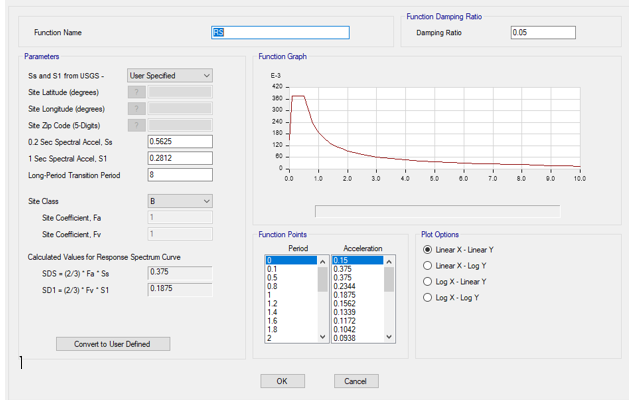 Function Name
RS
Function Damping Ratio
Damping Ratio
0.05
Parameters
Ss and S1 from USGS -
User Specified
Site Latitude (degrees)
?
Site Longitude (degrees)
?
Site Zip Code (5-Digits)
?
0.2 Sec Spectral Accel, Ss
0.5625
1 Sec Spectral Accel, S1
0.2812
Long-Period Transition Period
8
Site Class
B
Site Coefficient, Fa
1
Site Coefficient, Fv
1
Calculated Values for Response Spectrum Curve
SDS = (2/3) * Fa * Ss
0.375
SD1 = (2/3) * Fv * S1
0.1875
Convert to User Defined
Function Graph
E-3
420
360
300
240
180
120
60
0
0.0 1.0 2.0 3.0 4.0 5.0 6.0 7.0 8.0 9.0 10.0
Function Points
Period Acceleration
0 0.15
0.1 0.375
0.5 0.375
0.8 0.2344
1 0.1875
1.2 0.1562
1.4 0.1339
1.6 0.1172
1.8 0.1042
2 0.0938
Plot Options
Linear X - Linear Y
Linear X - Log Y
Log X - Linear Y
Log X - Log Y
OK
Cancel